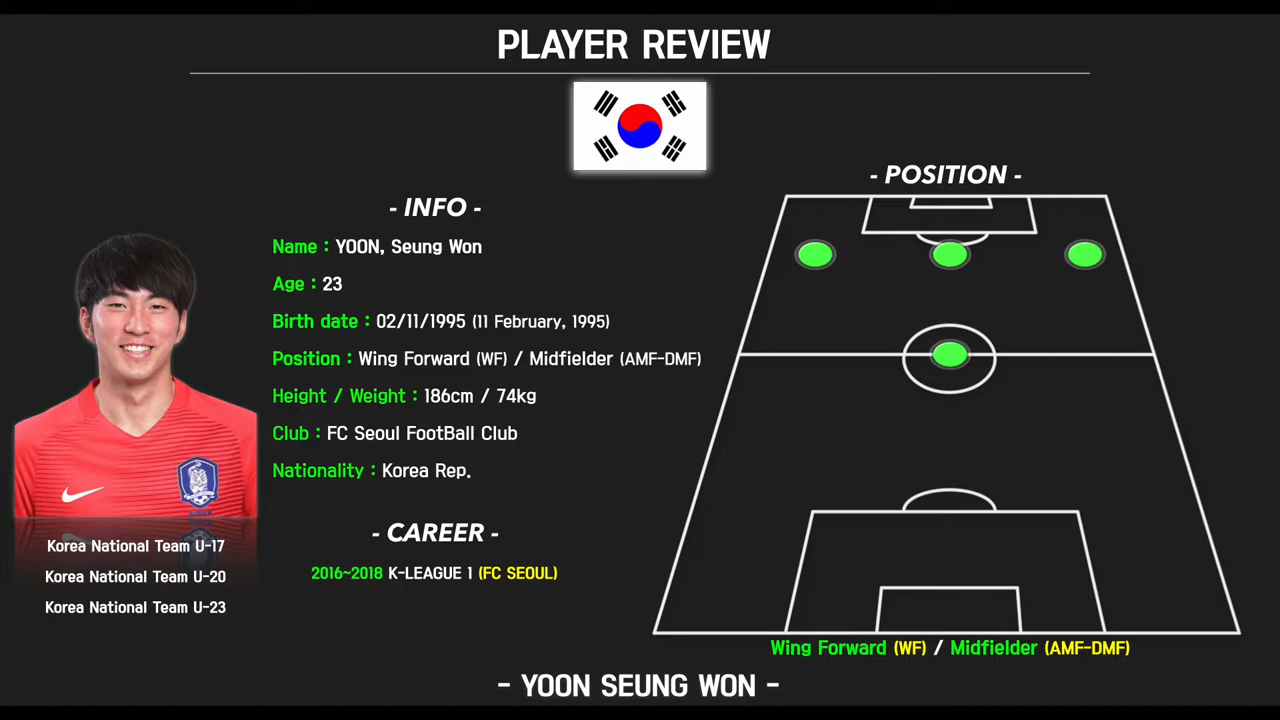 PLAYER REVIEW
- INFO -
Name : YOON, Seung Won
Age : 23
Birth date : 02/11/1995 (11 February, 1995)
Position : Wing Forward (WF) / Midfielder (AMF-DMF)
Height / Weight : 186cm / 74kg
Club : FC Seoul FootBall Club
Nationality : Korea Rep.
- CAREER -
2016~2018 K-LEAGUE 1 (FC SEOUL)
Korea National Team U-17
Korea National Team U-20
Korea National Team U-23
- POSITION -
Wing Forward (WF) / Midfielder (AMF-DMF)
- YOON SEUNG WON -